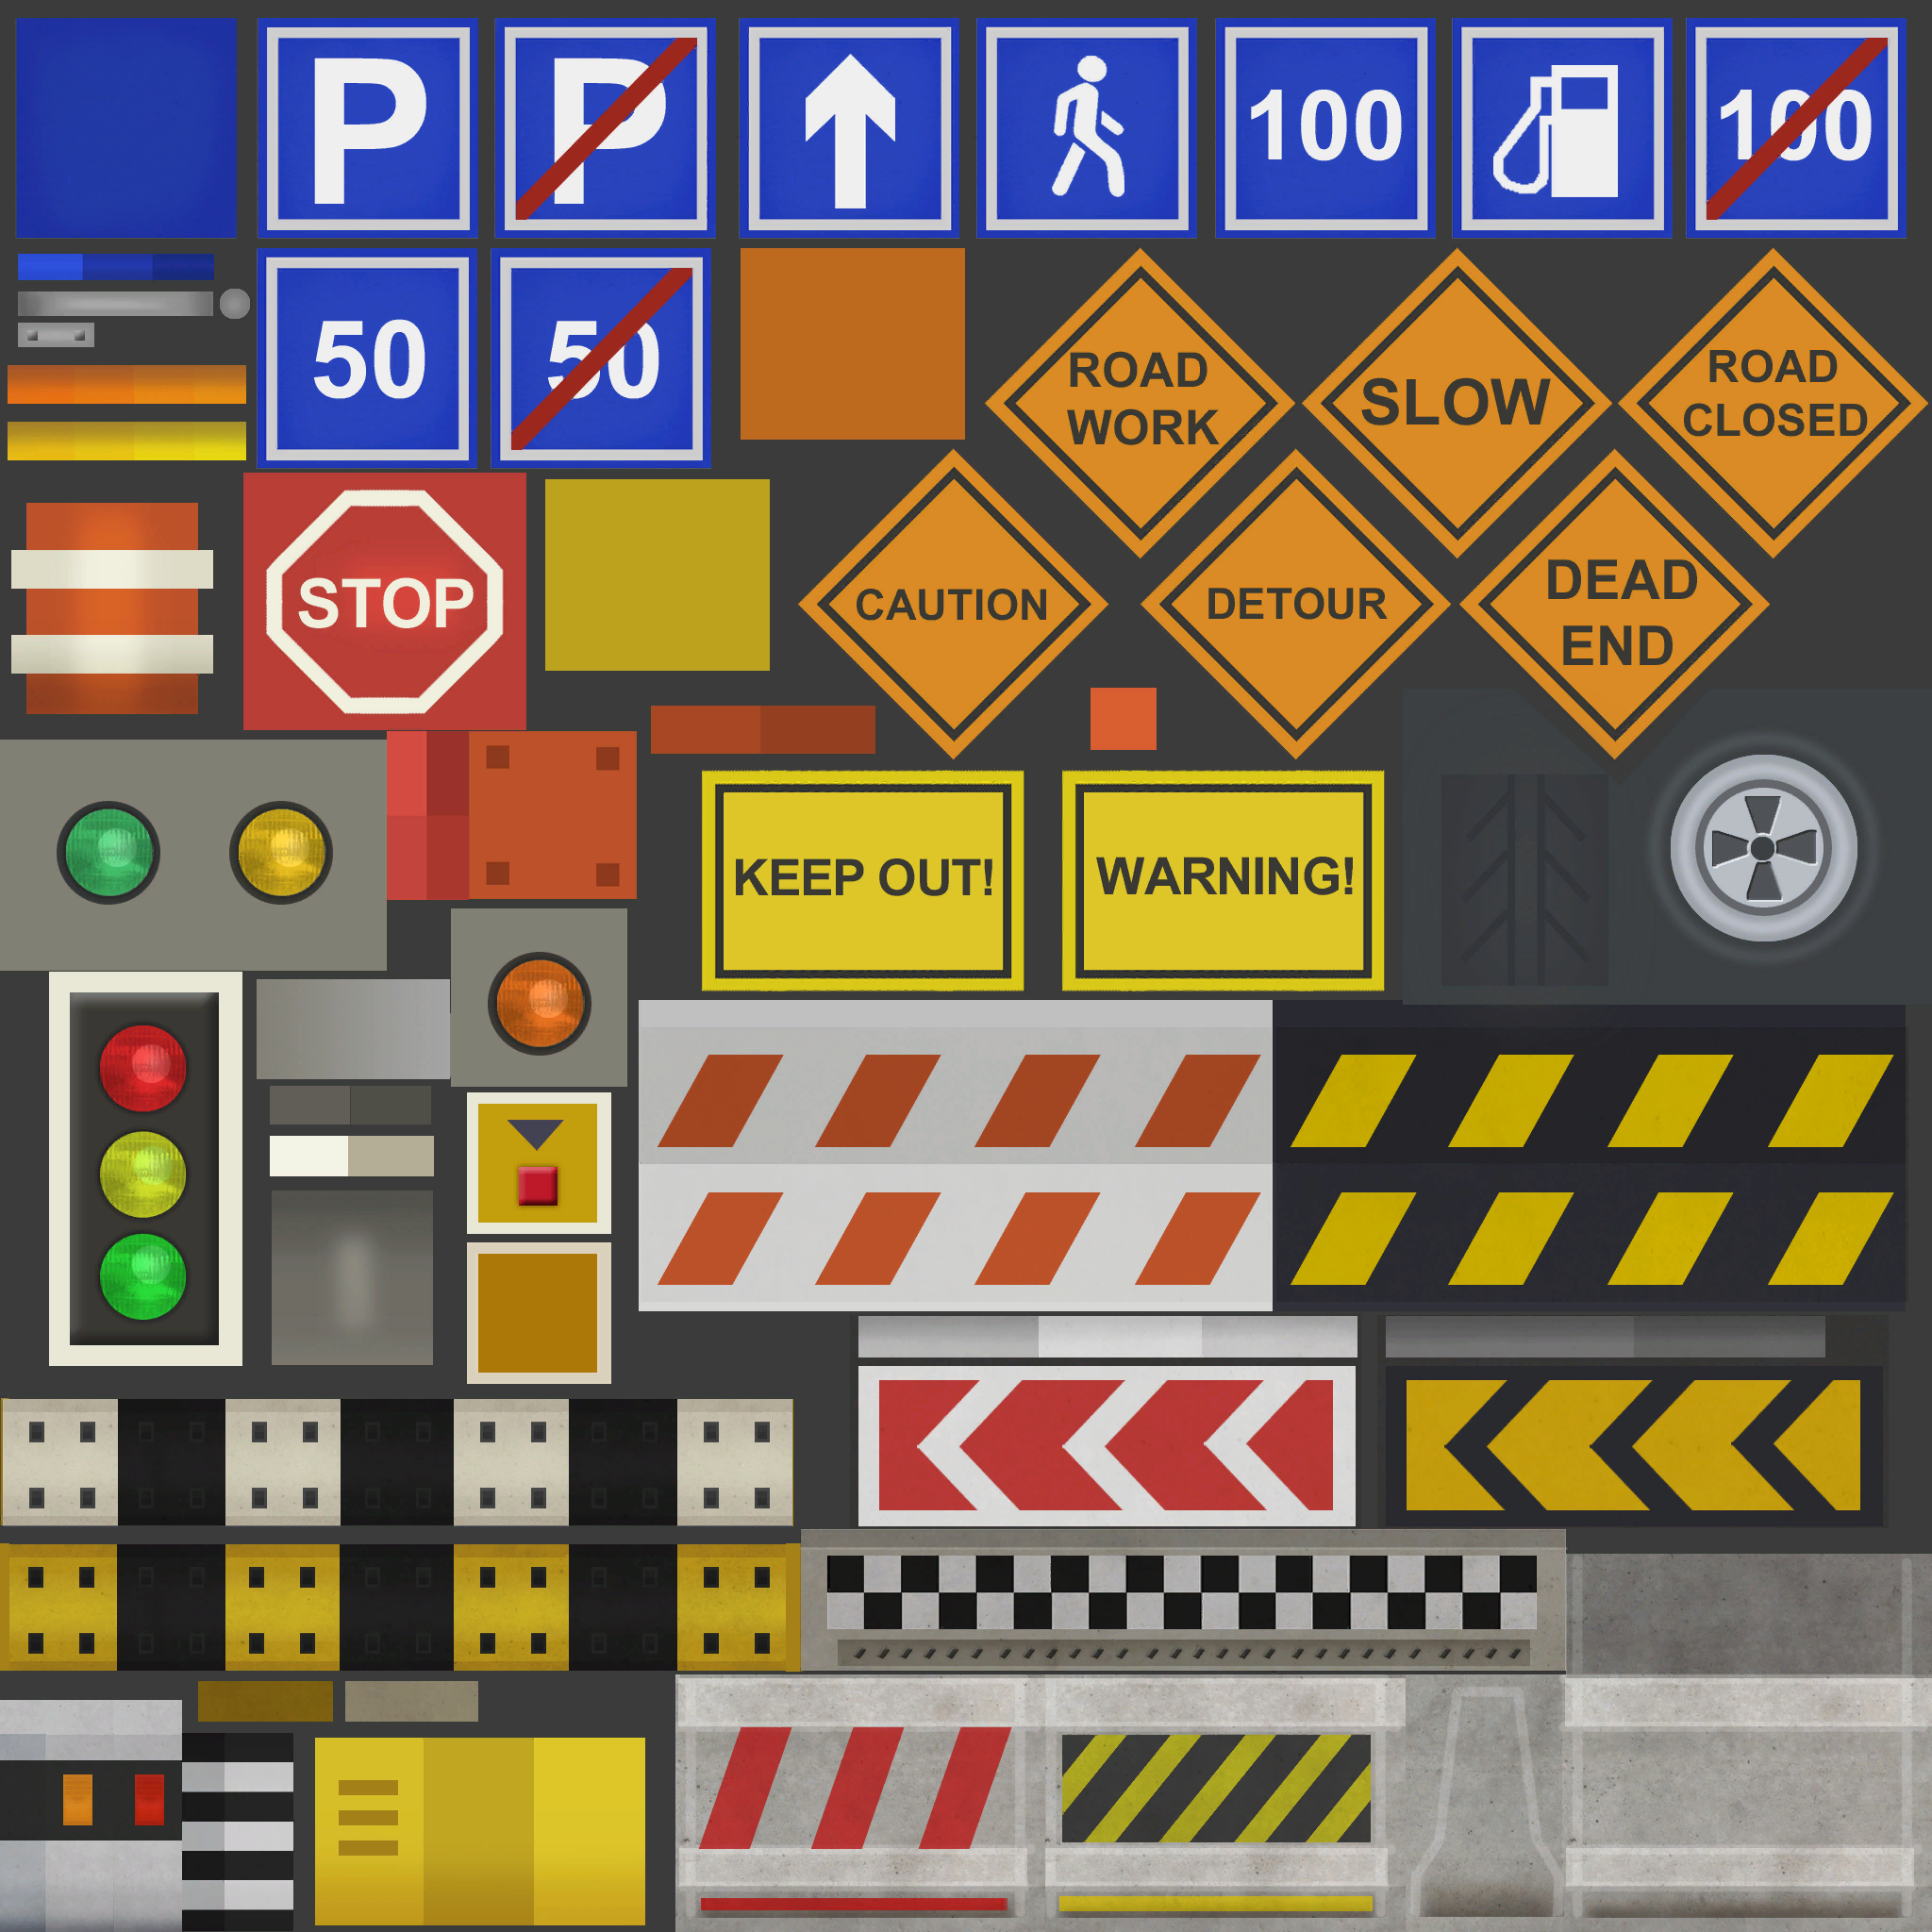 P
P
100
100
50
50
ROAD
WORK
SLOW
ROAD
CLOSED
STOP
CAUTION
DETOUR
DEAD
END
KEEP OUT!
WARNING!